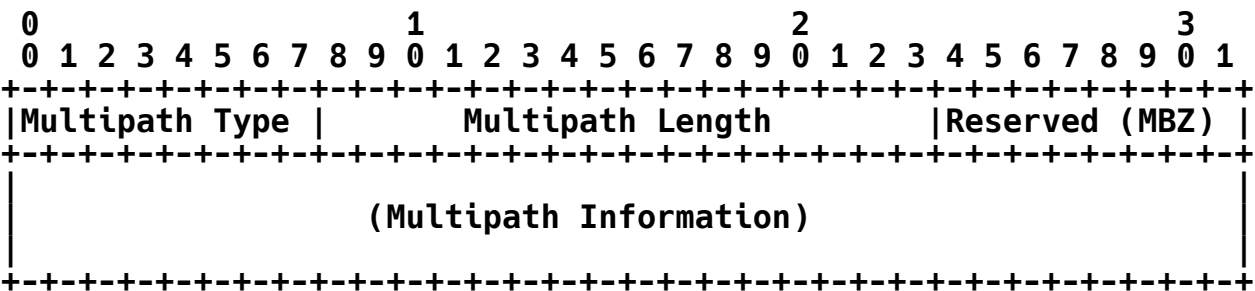 0                   1                   2                   3
 0 1 2 3 4 5 6 7 8 9 0 1 2 3 4 5 6 7 8 9 0 1 2 3 4 5 6 7 8 9 0 1
+-+-+-+-+-+-+-+-+-+-+-+-+-+-+-+-+-+-+-+-+-+-+-+-+-+-+-+-+-+-+-+-+
|Multipath Type |       Multipath Length        |Reserved (MBZ) |
+-+-+-+-+-+-+-+-+-+-+-+-+-+-+-+-+-+-+-+-+-+-+-+-+-+-+-+-+-+-+-+-+
|                                                               |
|                  (Multipath Information)                      |
|                                                               |
+-+-+-+-+-+-+-+-+-+-+-+-+-+-+-+-+-+-+-+-+-+-+-+-+-+-+-+-+-+-+-+-+